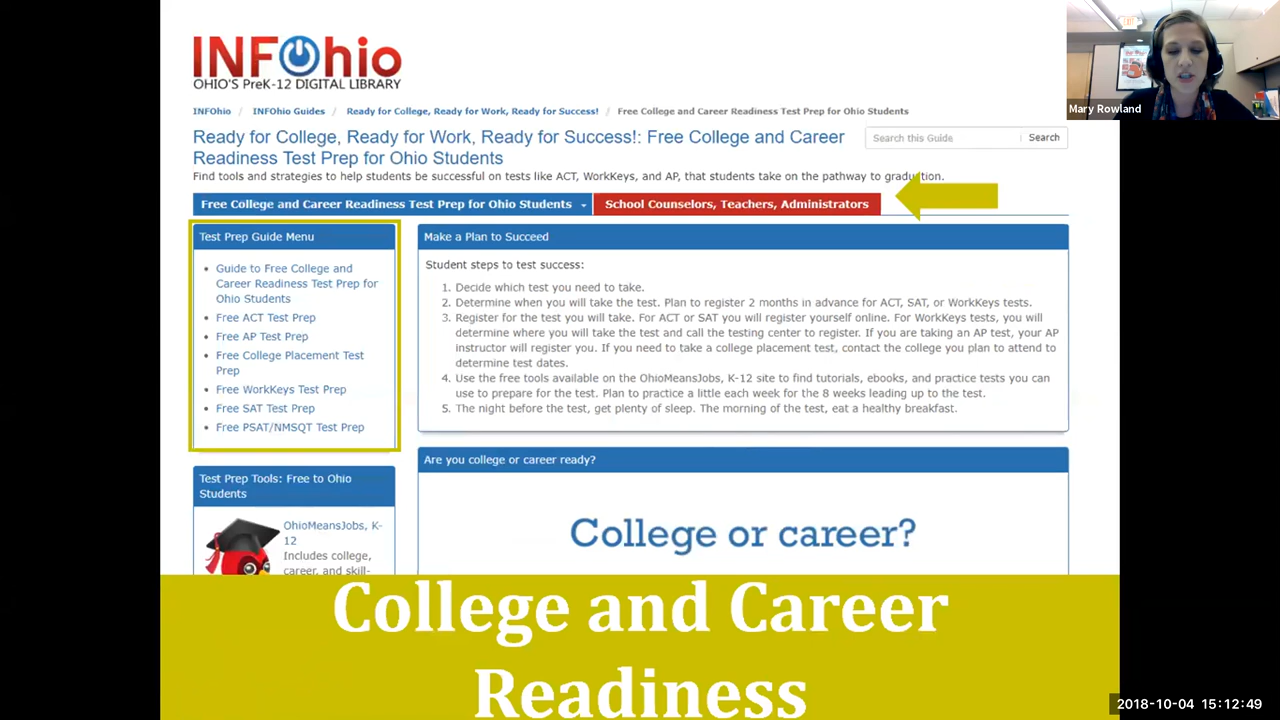 INFOhio
OHIO'S PreK-12 DIGITAL LIBRARY
INFOhio / INFOhio Guides / Ready for College, Ready for Work, Ready for Success! / Free College and Career Readiness Test Prep for Ohio Students
Ready for College, Ready for Work, Ready for Success!: Free College and Career
Readiness Test Prep for Ohio Students
Search this Guide
Search
Find tools and strategies to help students be successful on tests like ACT, WorkKeys, and AP, that students take on the pathway to graduation.
Free College and Career Readiness Test Prep for Ohio Students
School Counselors, Teachers, Administrators
Test Prep Guide Menu
• Guide to Free College and
Career Readiness Test Prep for
Ohio Students
• Free ACT Test Prep
• Free AP Test Prep
• Free College Placement Test
Prep
• Free WorkKeys Test Prep
• Free SAT Test Prep
• Free PSAT/NMSQT Test Prep
Test Prep Tools: Free to Ohio
Students
OhioMeansJobs, K-
12
Includes college,
career, and skill-
Make a Plan to Succeed
Student steps to test success:
1. Decide which test you need to take.
2. Determine when you will take the test. Plan to register 2 months in advance for ACT, SAT, or WorkKeys tests.
3. Register for the test you will take. For ACT or SAT you will register yourself online. For WorkKeys tests, you will
determine where you will take the test and call the testing center to register. If you are taking an AP test, your AP
instructor will register you. If you need to take a college placement test, contact the college you plan to attend to
determine test dates.
4. Use the free tools available on the OhioMeansJobs, K-12 site to find tutorials, ebooks, and practice tests you can
use to prepare for the test. Plan to practice a little each week for the 8 weeks leading up to the test.
5. The night before the test, get plenty of sleep. The morning of the test, eat a healthy breakfast.
Are you college or career ready?
College or career?
College and Career
Readiness
EXIT
Mary Rowland
2018-10-04 15:12:49